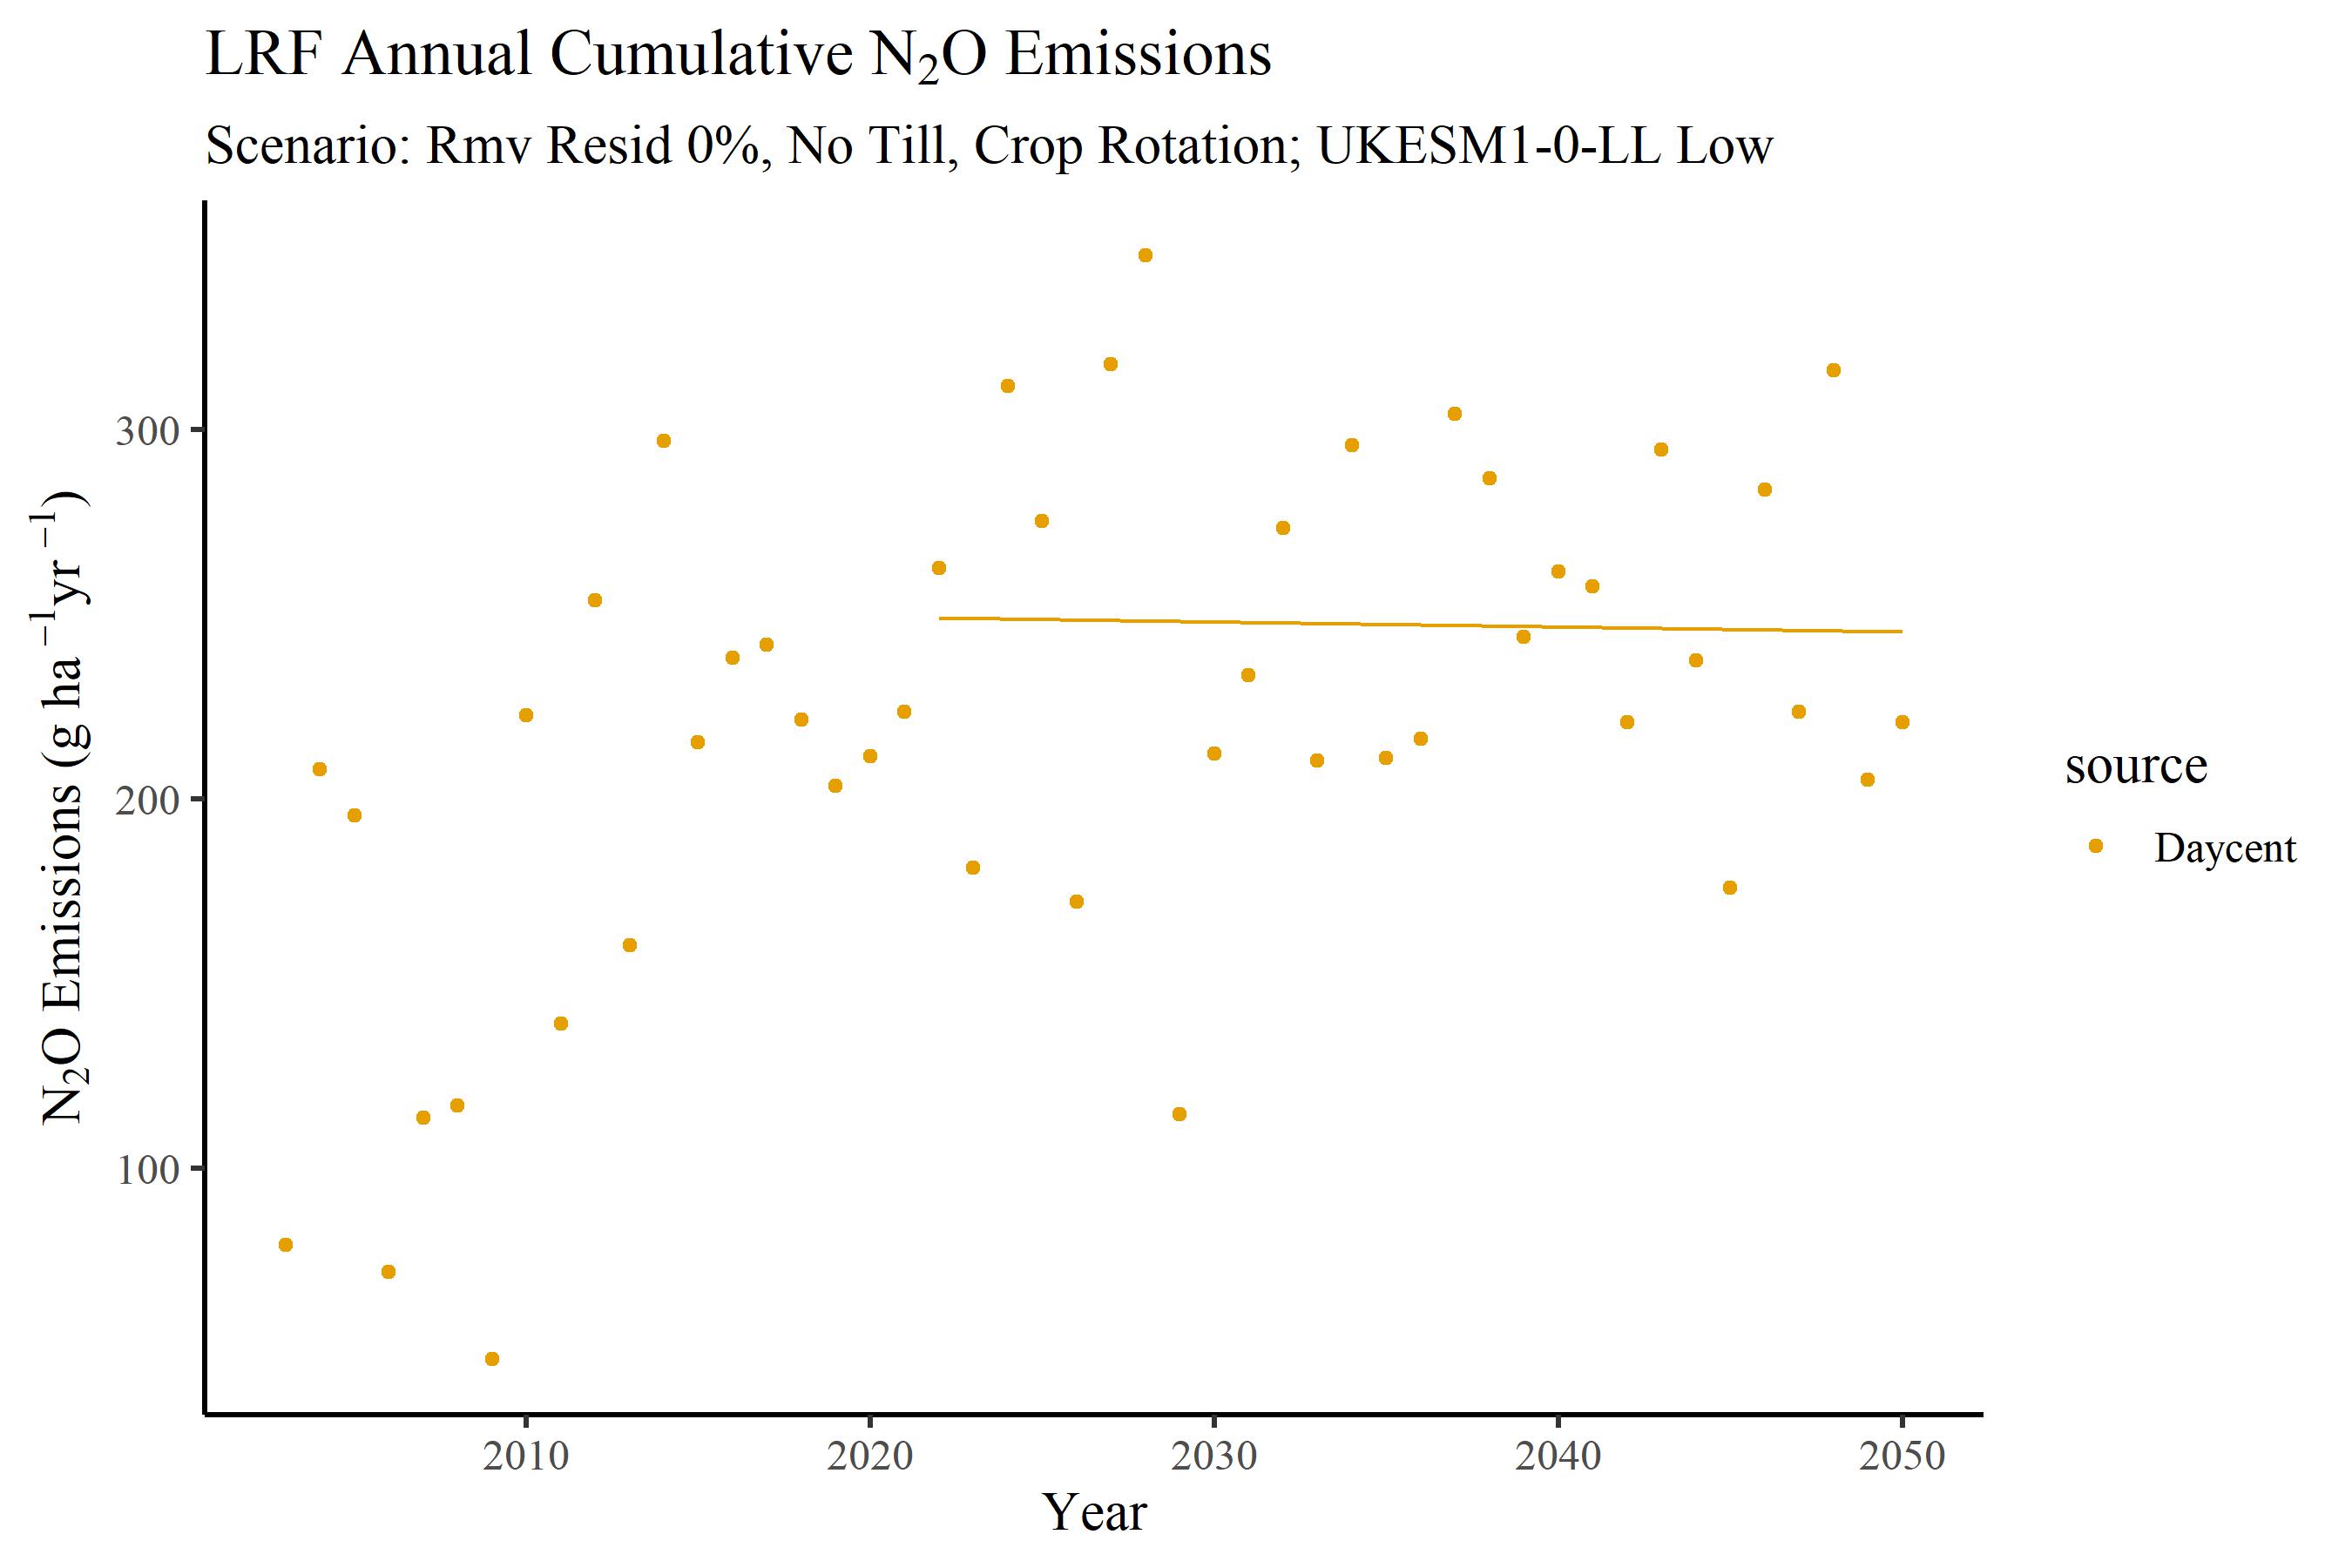 LRF Annual Cumulative N₂O Emissions
Scenario: Rmv Resid 0%, No Till, Crop Rotation; UKESM1-0-LL Low
N₂O Emissions (g ha ⁻¹yr ⁻¹)
300
200
100
2010 2020 2030 2040 2050
Year
source
Daycent